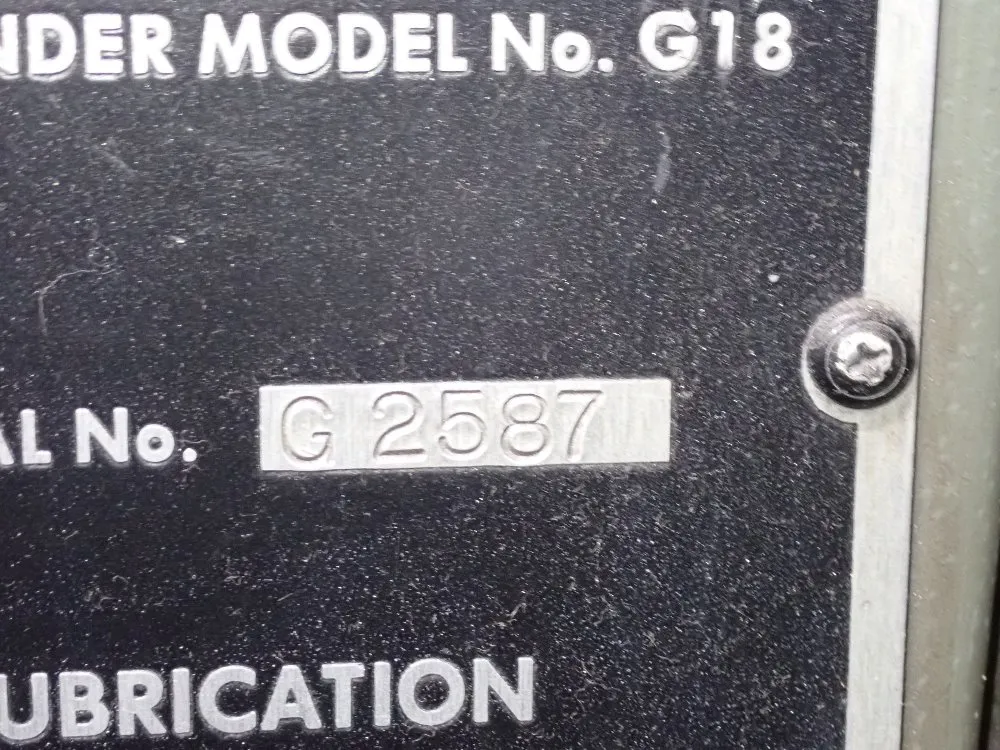 NDER MODEL No. G18
AL No. G 2587
UBRICATION